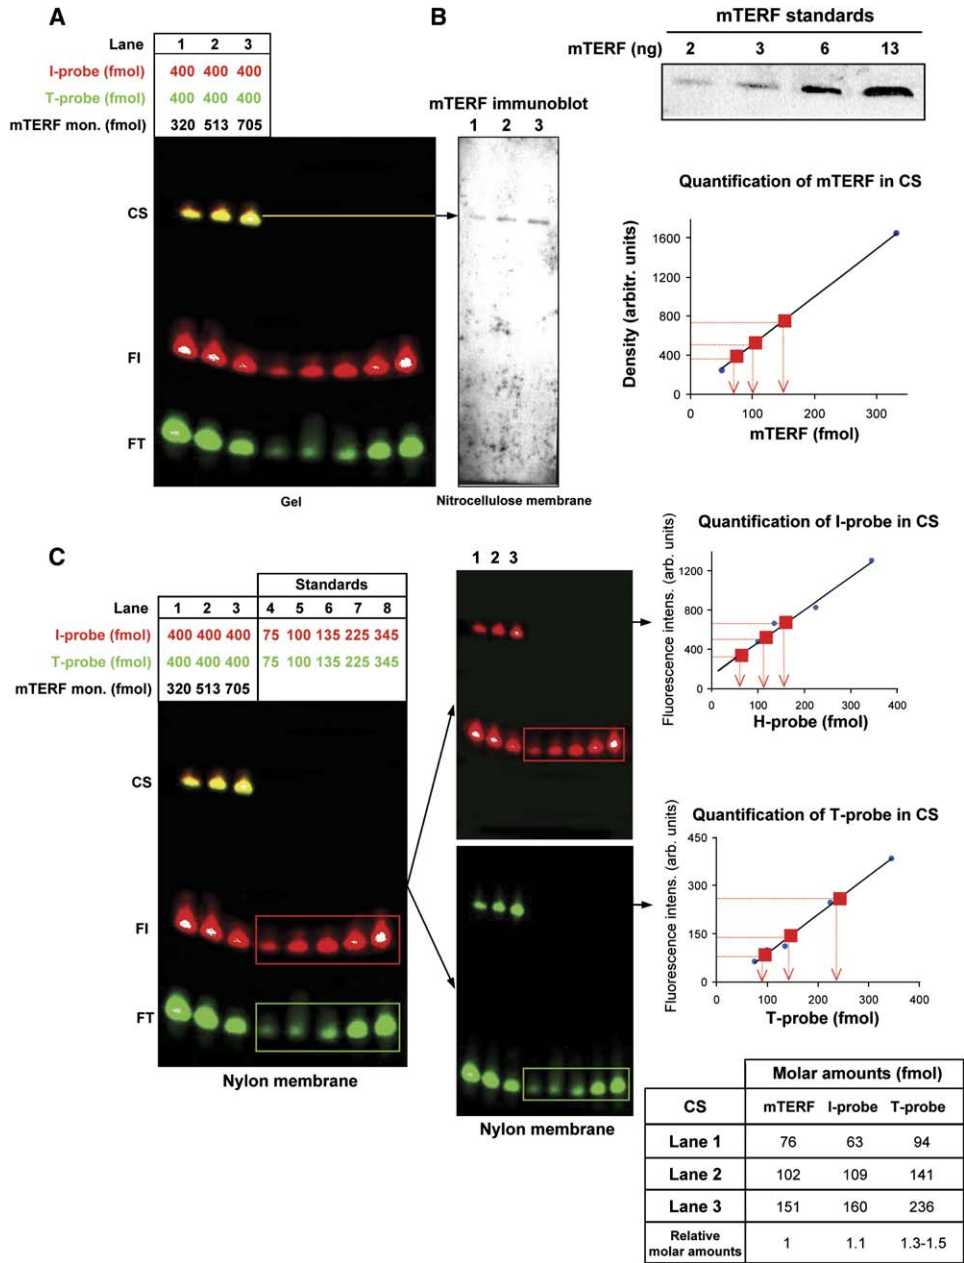 A
Lane 1 2 3
I-probe (fmol) 400 400 400
T-probe (fmol) 400 400 400
mTERF mon. (fmol) 320 513 705
CS
FI
FT
Gel
B
mTERF standards
mTERF (ng) 2 3 6 13
mTERF immunoblot
1 2 3
Nitrocellulose membrane
Quantification of mTERF in CS
Density (arbitr. units)
1600
1200
800
400
0
0 100 200 300
mTERF (fmol)
C
Standards
Lane 1 2 3 4 5 6 7 8
I-probe (fmol) 400 400 400 75 100 135 225 345
T-probe (fmol) 400 400 400 75 100 135 225 345
mTERF mon. (fmol) 320 513 705
CS
FI
FT
Nylon membrane
1 2 3
Nylon membrane
Quantification of I-probe in CS
Fluorescence intens. (arb. units)
1200
800
400
0
0 100 200 300 400
H-probe (fmol)
Quantification of T-probe in CS
Fluorescence intens. (arb. units)
450
300
150
0
0 100 200 300 400
T-probe (fmol)
Molar amounts (fmol)
CS mTERF I-probe T-probe
Lane 1 76 63 94
Lane 2 102 109 141
Lane 3 151 160 236
Relative
molar amounts 1 1.1 1.3-1.5